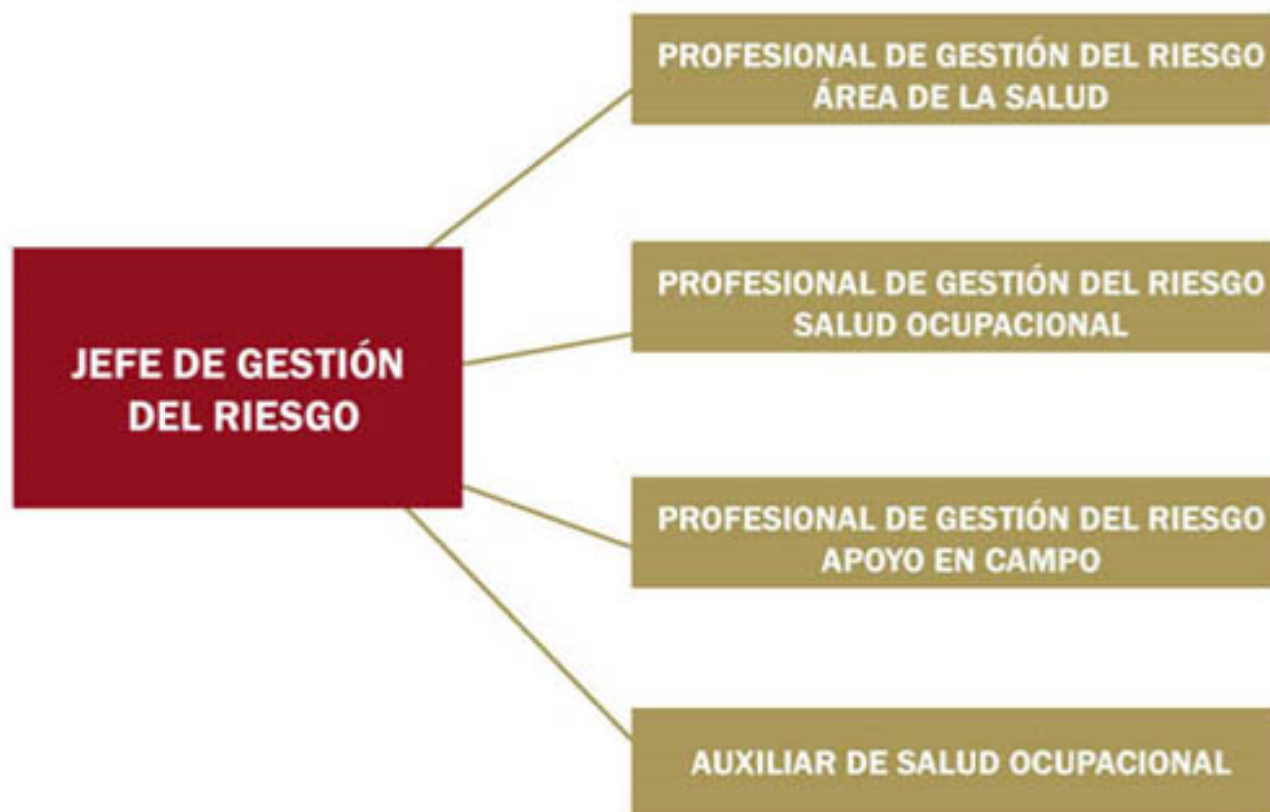 PROFESIONAL DE GESTIÓN DEL RIESGO
ÁREA DE LA SALUD
PROFESIONAL DE GESTIÓN DEL RIESGO
SALUD OCUPACIONAL
JEFE DE GESTIÓN
DEL RIESGO
PROFESIONAL DE GESTIÓN DEL RIESGO
APOYO EN CAMPO
AUXILIAR DE SALUD OCUPACIONAL